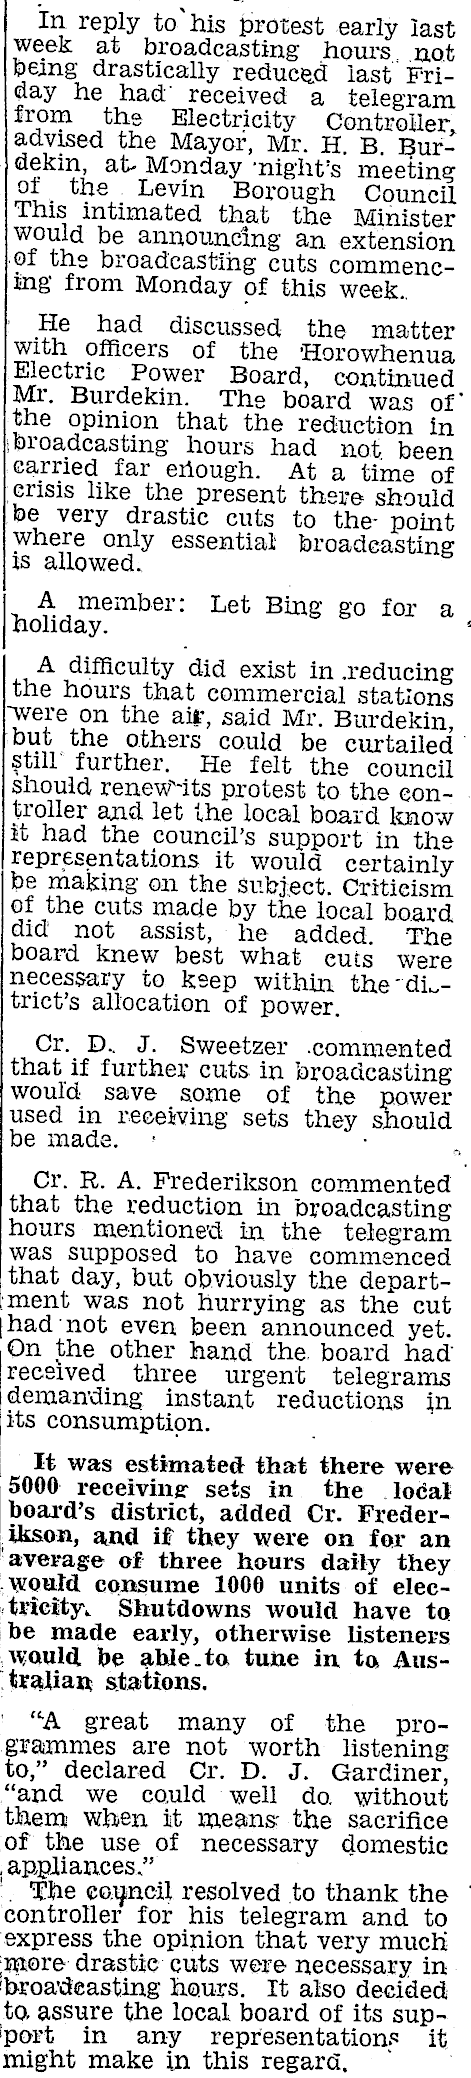 In reply to his protest early last
week at broadcasting hours not
being drastically reduced last Fri-
day he had received a telegram
from the Electricity Controller,
advised the Mayor, Mr. H. B. Bur-
dekin, at Monday night's meeting
of the Levin Borough Council
This intimated that the Minister
would be announcing an extension
of the broadcasting cuts commenc-
ing from Monday of this week.
He had discussed the matter
with officers of the Horowhenua
Electric Power Board, continued
Mr. Burdekin. The board was of
the opinion that the reduction in
broadcasting hours had not been
carried far enough. At a time of
crisis like the present there should
be very drastic cuts to the point
where only essential broadcasting
is allowed.
A member: Let Bing go for a
holiday.
A difficulty did exist in reducing
the hours that commercial stations
were on the air, said Mr. Burdekin,
but the others could be curtailed
still further. He felt the council
should renew its protest to the con-
troller and let the local board know
it had the council's support in the
representations it would certainly
be making on the subject. Criticism
of the cuts made by the local board
did not assist, he added. The
board knew best what cuts were
necessary to keep within the dis-
trict's allocation of power.
Cr. D. J. Sweetzer commented
that if further cuts in broadcasting
would save some of the power
used in receiving sets they should
be made.
Cr. R. A. Frederikson commented
that the reduction in broadcasting
hours mentioned in the telegram
was supposed to have commenced
that day, but obviously the depart-
ment was not hurrying as the cut
had not even been announced yet.
On the other hand the board had
received three urgent telegrams
demanding instant reductions in
its consumption.
It was estimated that there were
5000 receiving sets in the local
board's district, added Cr. Freder-
ikson, and if they were on for an
average of three hours daily they
would consume 1000 units of elec-
tricity. Shutdowns would have to
be made early, otherwise listeners
would be able to tune in to Aus-
tralian stations.
"A great many of the pro-
grammes are not worth listening
to," declared Cr. D. J. Gardiner,
"and we could well do without
them when it means the sacrifice
of the use of necessary domestic
appliances."
The council resolved to thank the
controller for his telegram and to
express the opinion that very much
more drastic cuts were necessary in
broadcasting hours. It also decided
to assure the local board of its sup-
port in any representations it
might make in this regard.